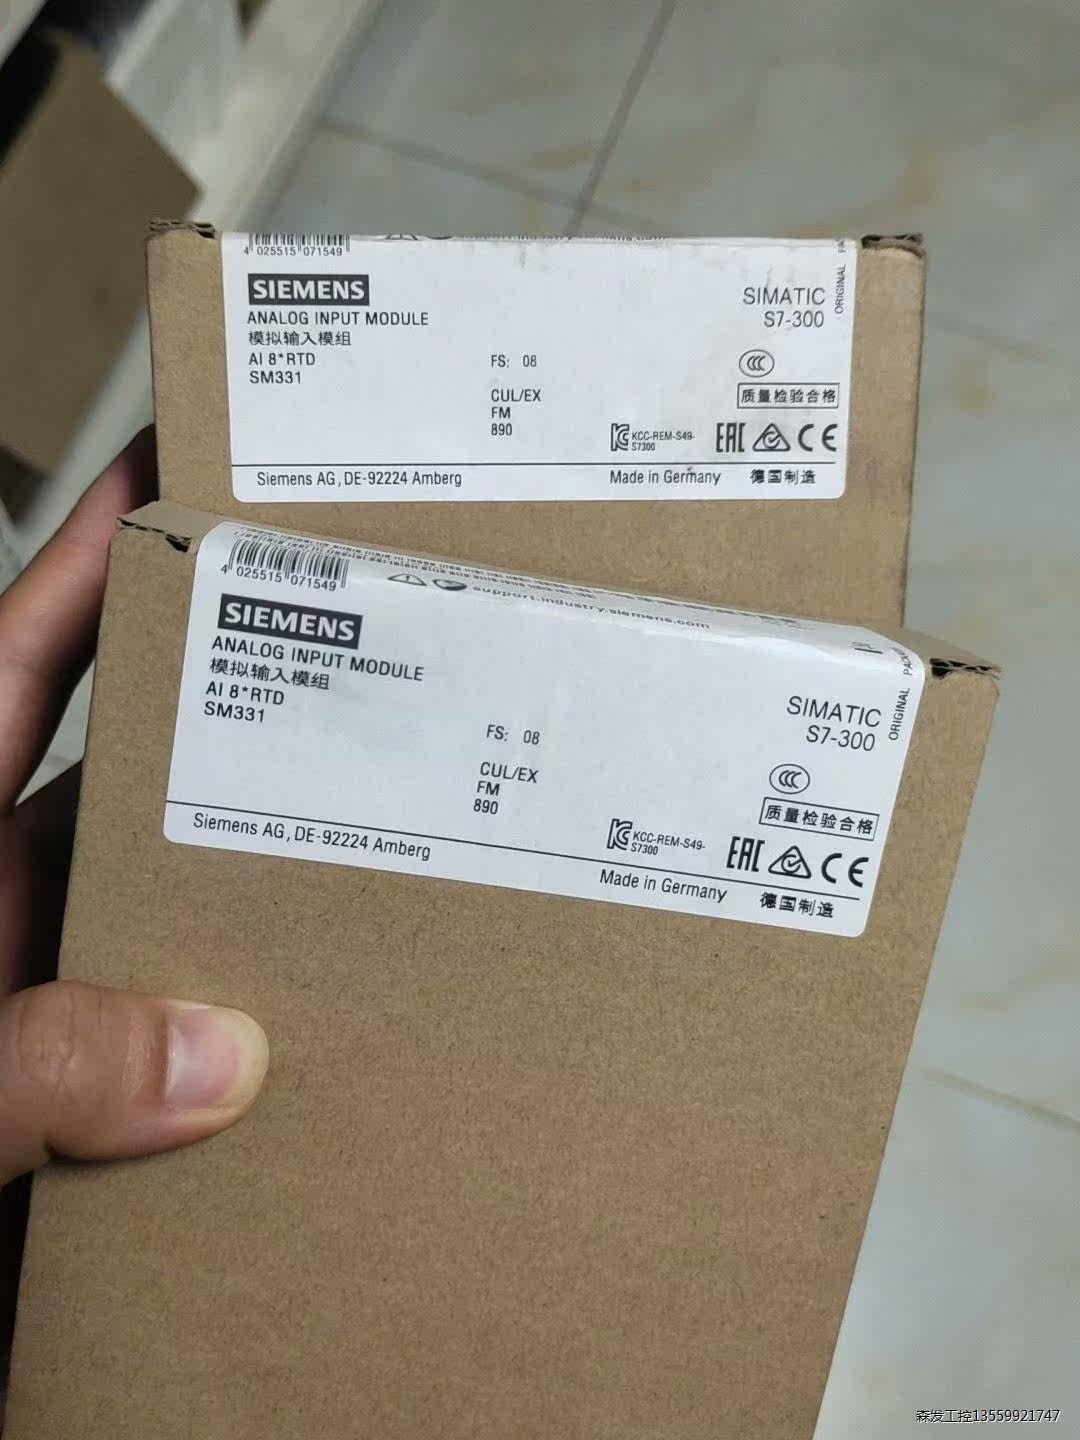 4 025515 071549
SIEMENS
ANALOG INPUT MODULE
模拟输入模组
AI 8*RTD
SM331
FS: 08
CUL/EX
FM
890
SIMATIC
S7-300
ORIGINAL
CCC
质量检验合格
KCC-REM-S49-
S7300
EAC CE
Siemens AG, DE-92224 Amberg
Made in Germany 德国制造
4 025515 071549
support.industry.siemens.com
SIEMENS
ANALOG INPUT MODULE
模拟输入模组
AI 8*RTD
SM331
FS: 08
CUL/EX
FM
890
SIMATIC
S7-300
ORIGINAL
CCC
质量检验合格
KCC-REM-S49-
S7300
EAC CE
Siemens AG, DE-92224 Amberg
Made in Germany 德国制造
森发工控13559921747